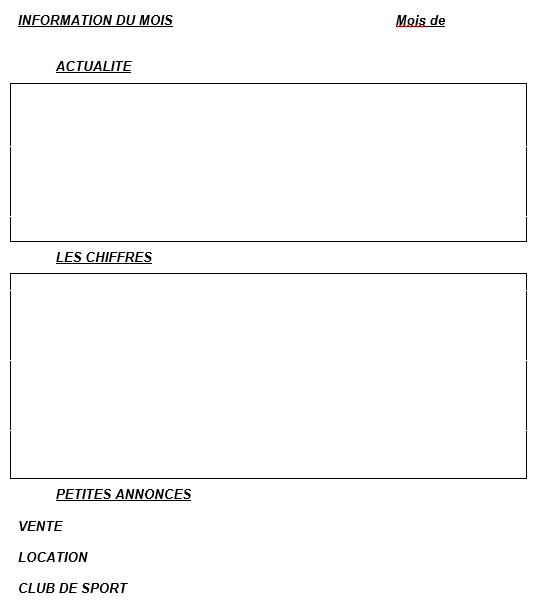 INFORMATION DU MOIS Mois de
ACTUALITE
LES CHIFFRES
PETITES ANNONCES
VENTE
LOCATION
CLUB DE SPORT